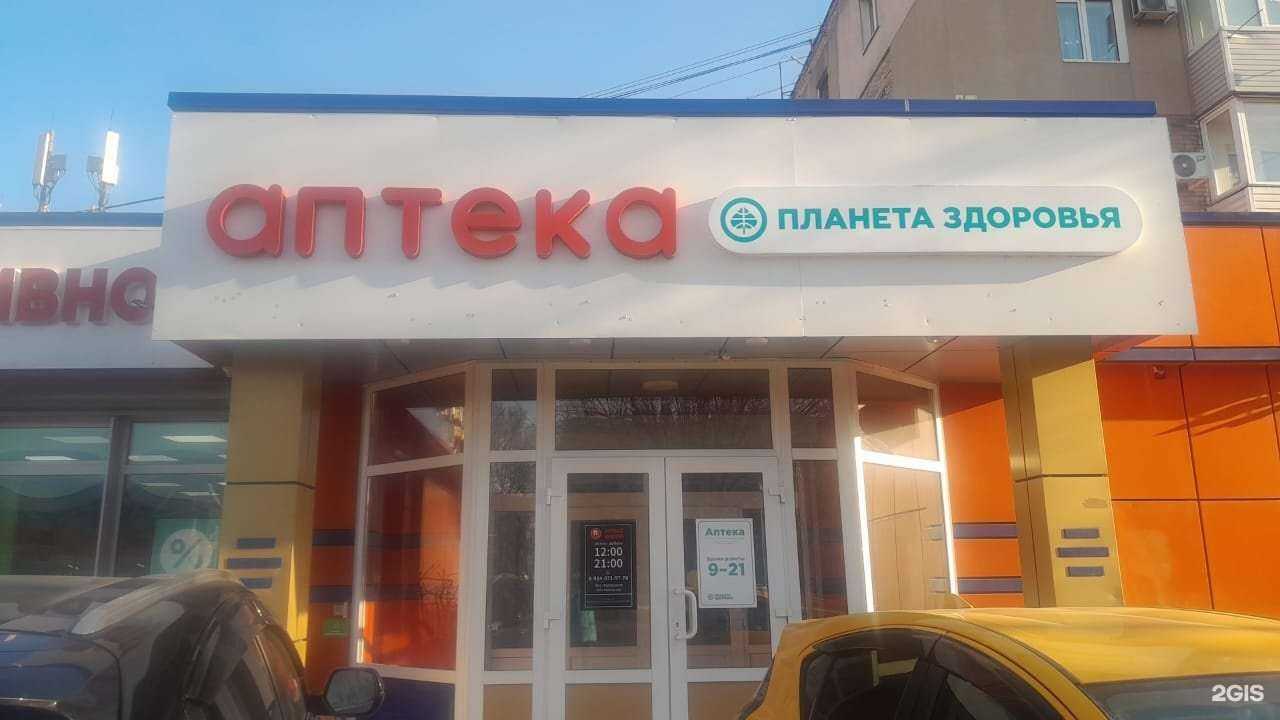 аптека
ПЛАНЕТА ЗДОРОВЬЯ
ИВНО
12:00
21:00
Аптека
9-21
2GIS